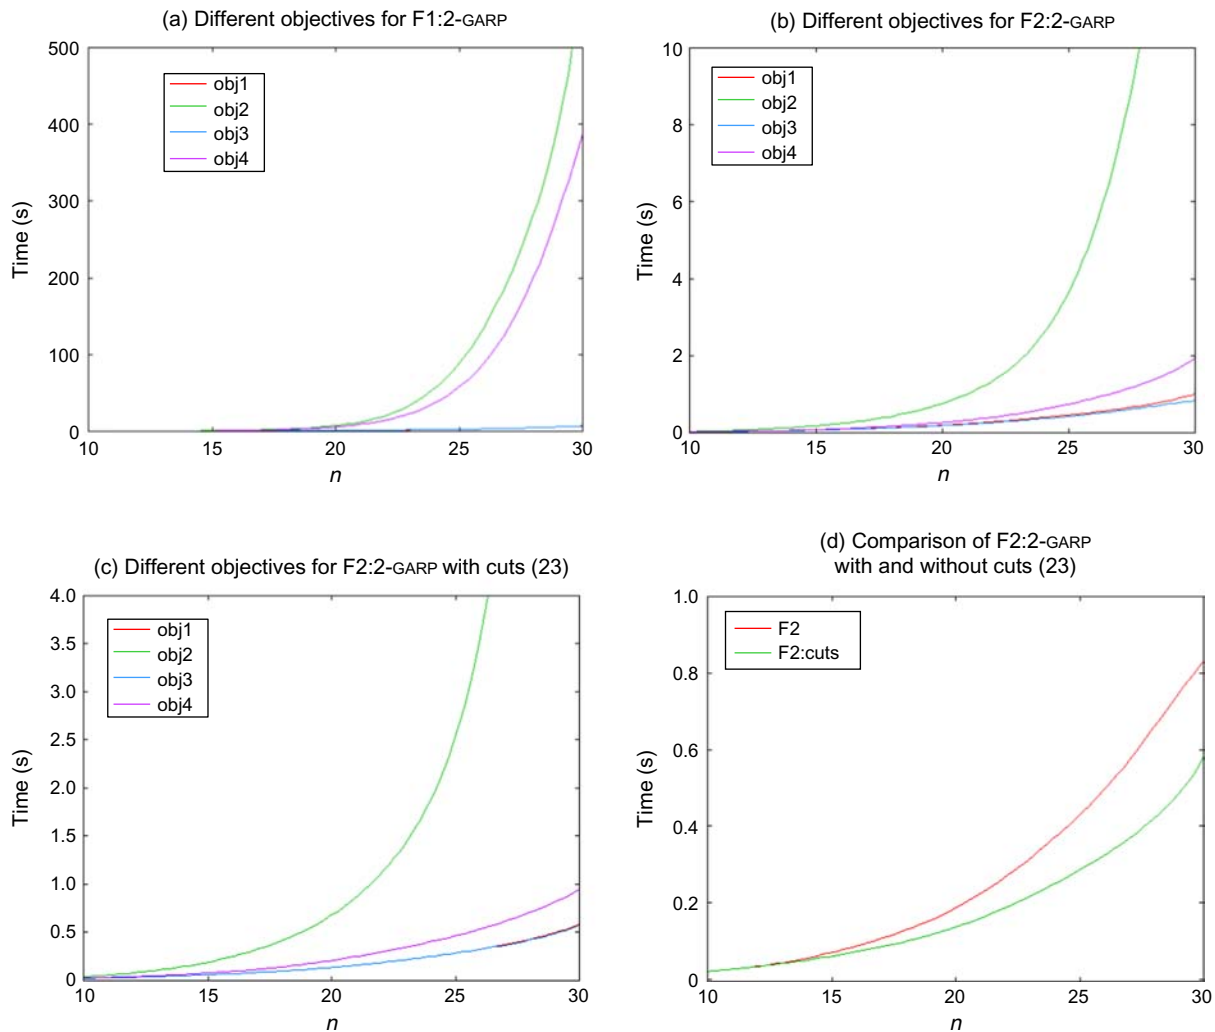 (a) Different objectives for F1:2-GARP
500
400
300
200
100
0
Time (s)
obj1
obj2
obj3
obj4
10 15 20 25 30
n
(b) Different objectives for F2:2-GARP
10
8
6
4
2
0
Time (s)
obj1
obj2
obj3
obj4
10 15 20 25 30
n
(c) Different objectives for F2:2-GARP with cuts (23)
4.0
3.5
3.0
2.5
2.0
1.5
1.0
0.5
0
Time (s)
obj1
obj2
obj3
obj4
10 15 20 25 30
n
(d) Comparison of F2:2-GARP
with and without cuts (23)
1.0
0.8
0.6
0.4
0.2
0
Time (s)
F2
F2:cuts
10 15 20 25 30
n